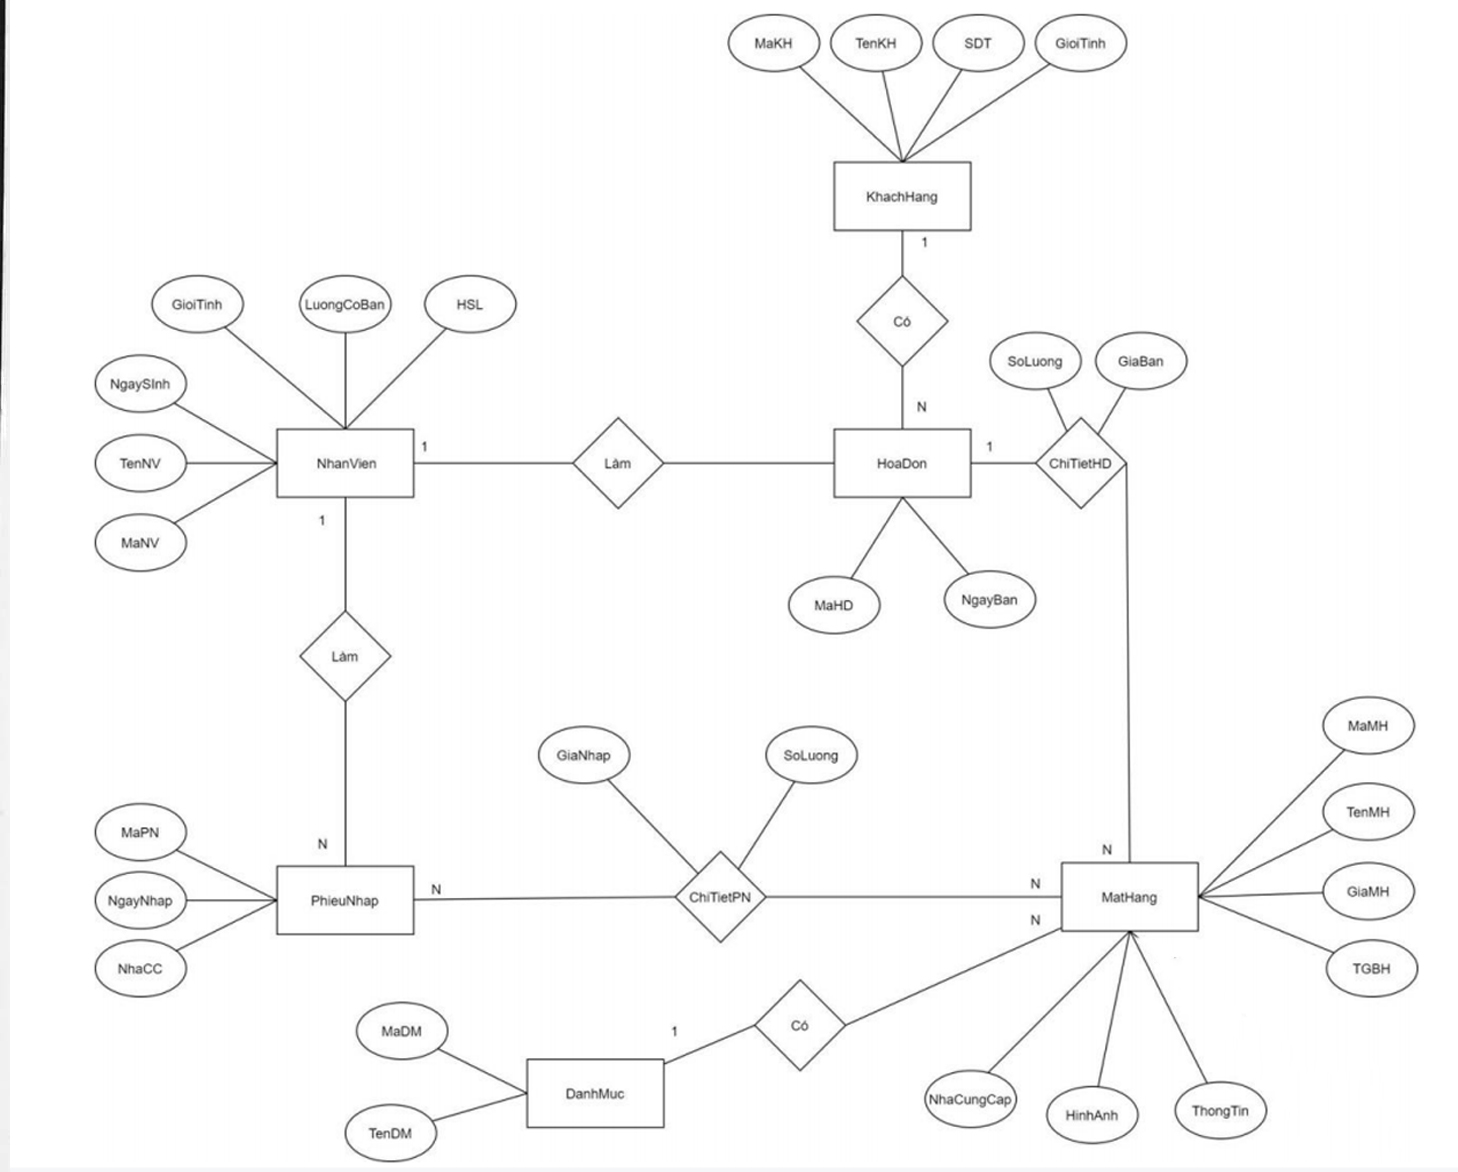 MaKH
TenKH
SDT
GioiTinh
KhachHang
1
Có
N
GioiTinh
LuongCoBan
HSL
NgaySInh
TenNV
MaNV
NhanVien
1
1
Làm
HoaDon
1
SoLuong
GiaBan
ChiTietHD
MaHD
NgayBan
Làm
N
MaPN
NgayNhap
NhaCC
PhieuNhap
N
GiaNhap
SoLuong
ChiTietPN
N
N
N
MatHang
MaMH
TenMH
GiaMH
TGBH
NhaCungCap
HinhAnh
ThongTin
Có
1
MaDM
TenDM
DanhMuc